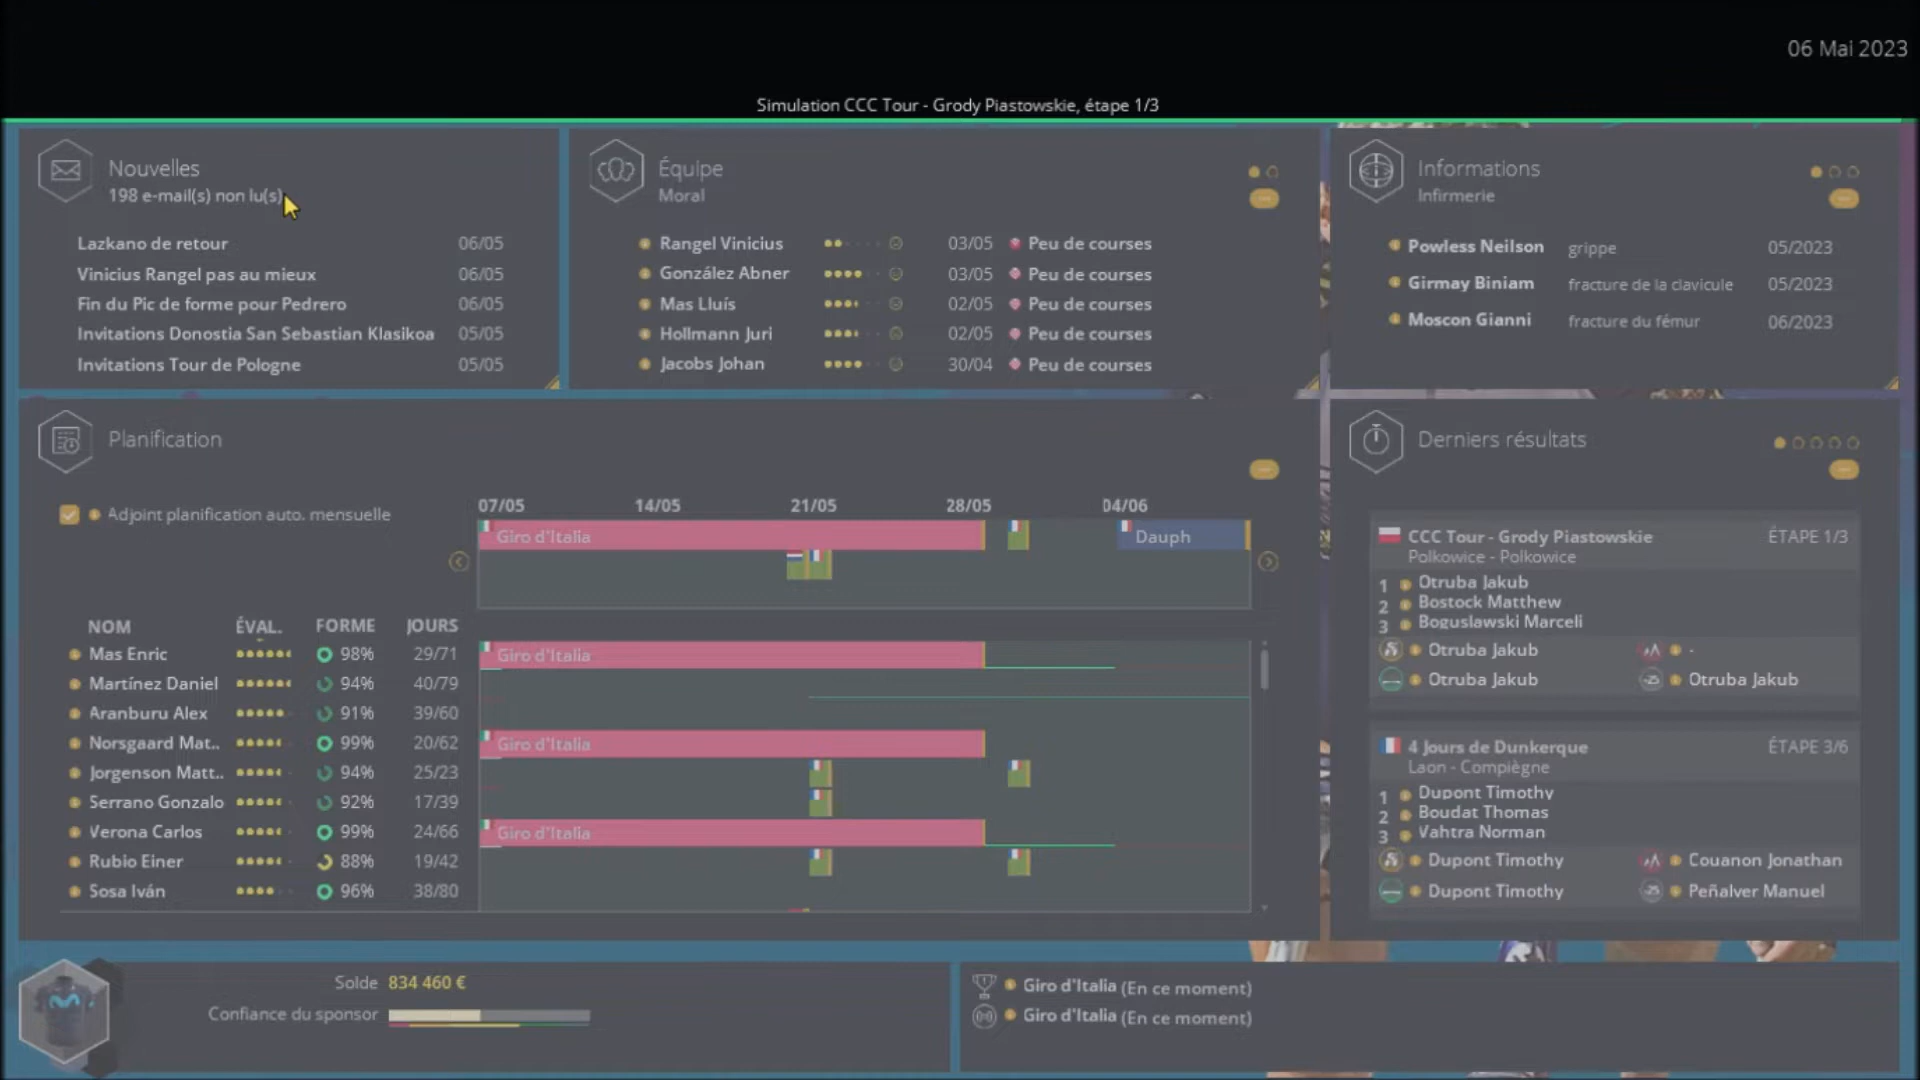 06 Mai 2023
Simulation CCC Tour - Grody Piastowskie, étape 1/3
Nouvelles
198 e-mail(s) non lu(s)
Lazkano de retour 06/05
Vinicius Rangel pas au mieux 06/05
Fin du Pic de forme pour Pedrero 06/05
Invitations Donostia San Sebastian Klasikoa 05/05
Invitations Tour de Pologne 05/05
Équipe
Moral
Rangel Vinicius 03/05 Peu de courses
González Abner 03/05 Peu de courses
Mas Lluís 02/05 Peu de courses
Hollmann Juri 02/05 Peu de courses
Jacobs Johan 30/04 Peu de courses
Informations
Infirmerie
Powless Neilson grippe 05/2023
Girmay Biniam fracture de la clavicule 05/2023
Moscon Gianni fracture du fémur 06/2023
Planification
Adjoint planification auto. mensuelle
07/05 14/05 21/05 28/05 04/06
Giro d'Italia Dauph
NOM ÉVAL. FORME JOURS
Mas Enric 98% 29/71 Giro d'Italia
Martínez Daniel 94% 40/79
Aranburu Alex 91% 39/60
Norsgaard Mat.. 99% 20/62 Giro d'Italia
Jorgenson Matt.. 94% 25/23
Serrano Gonzalo 92% 17/39
Verona Carlos 99% 24/66 Giro d'Italia
Rubio Einer 88% 19/42
Sosa Iván 96% 38/80
Derniers résultats
CCC Tour - Grody Piastowskie ÉTAPE 1/3
Polkowice - Polkowice
1 Otruba Jakub
2 Bostock Matthew
3 Boguslawski Marceli
Otruba Jakub -
Otruba Jakub Otruba Jakub
4 Jours de Dunkerque ÉTAPE 3/6
Laon - Compiègne
1 Dupont Timothy
2 Boudat Thomas
3 Vahtra Norman
Dupont Timothy Couanon Jonathan
Dupont Timothy -25 Peñalver Manuel
Solde 834 460 €
Confiance du sponsor
Giro d'Italia (En ce moment)
Giro d'Italia (En ce moment)